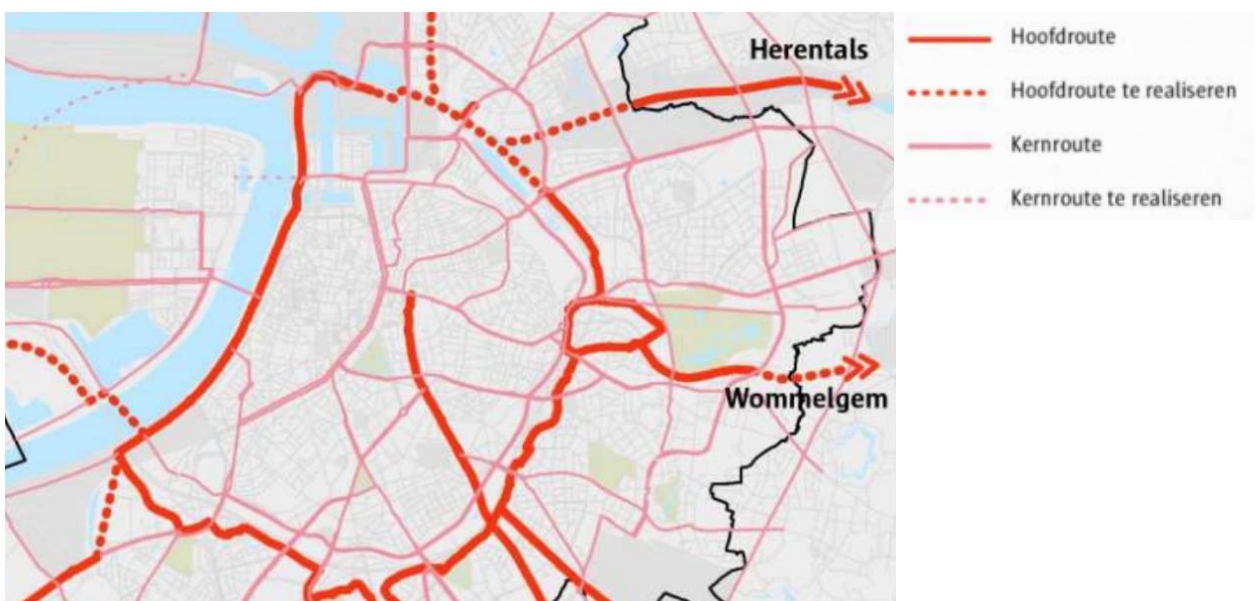 Herentals
Wommelgem
Hoofdroute
Hoofdroute te realiseren
Kernroute
Kernroute te realiseren